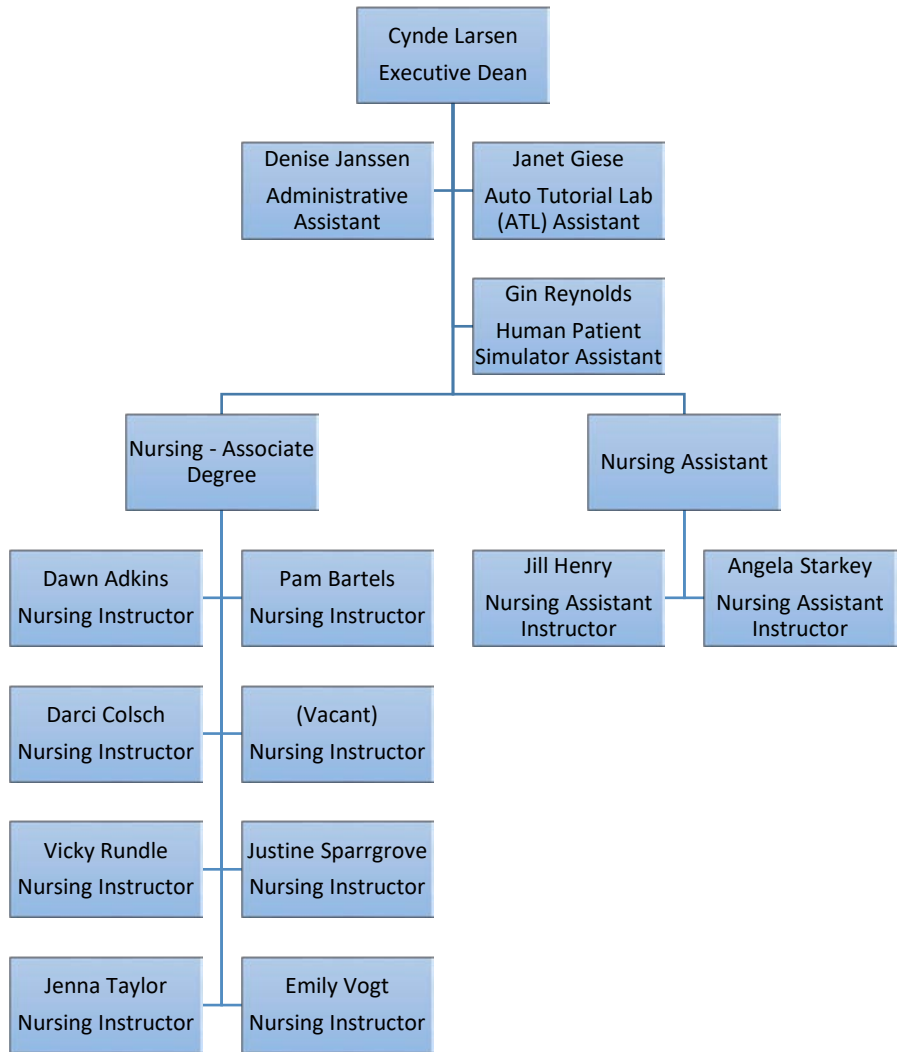 Cynde Larsen
Executive Dean
Denise Janssen
Administrative
Assistant
Janet Giese
Auto Tutorial Lab
(ATL) Assistant
Gin Reynolds
Human Patient
Simulator Assistant
Nursing - Associate
Degree
Nursing Assistant
Dawn Adkins
Nursing Instructor
Pam Bartels
Nursing Instructor
Jill Henry
Nursing Assistant
Instructor
Angela Starkey
Nursing Assistant
Instructor
Darci Colsch
Nursing Instructor
(Vacant)
Nursing Instructor
Vicky Rundle
Nursing Instructor
Justine Sparrgrove
Nursing Instructor
Jenna Taylor
Nursing Instructor
Emily Vogt
Nursing Instructor